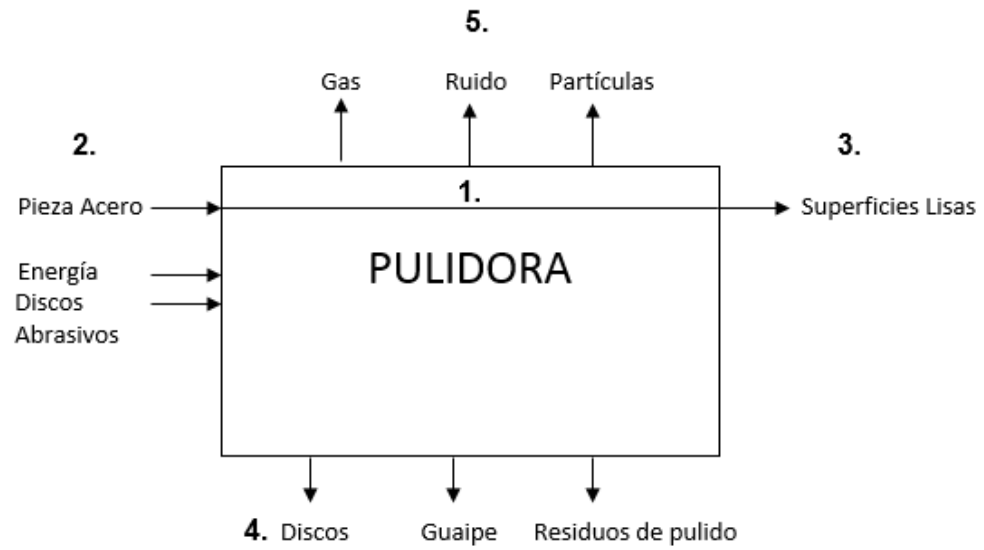 5.
Gas Ruido Partículas
2. 3.
1.
Pieza Acero Superficies Lisas
PULIDORA
Energía
Discos
Abrasivos
4. Discos Guaipe Residuos de pulido